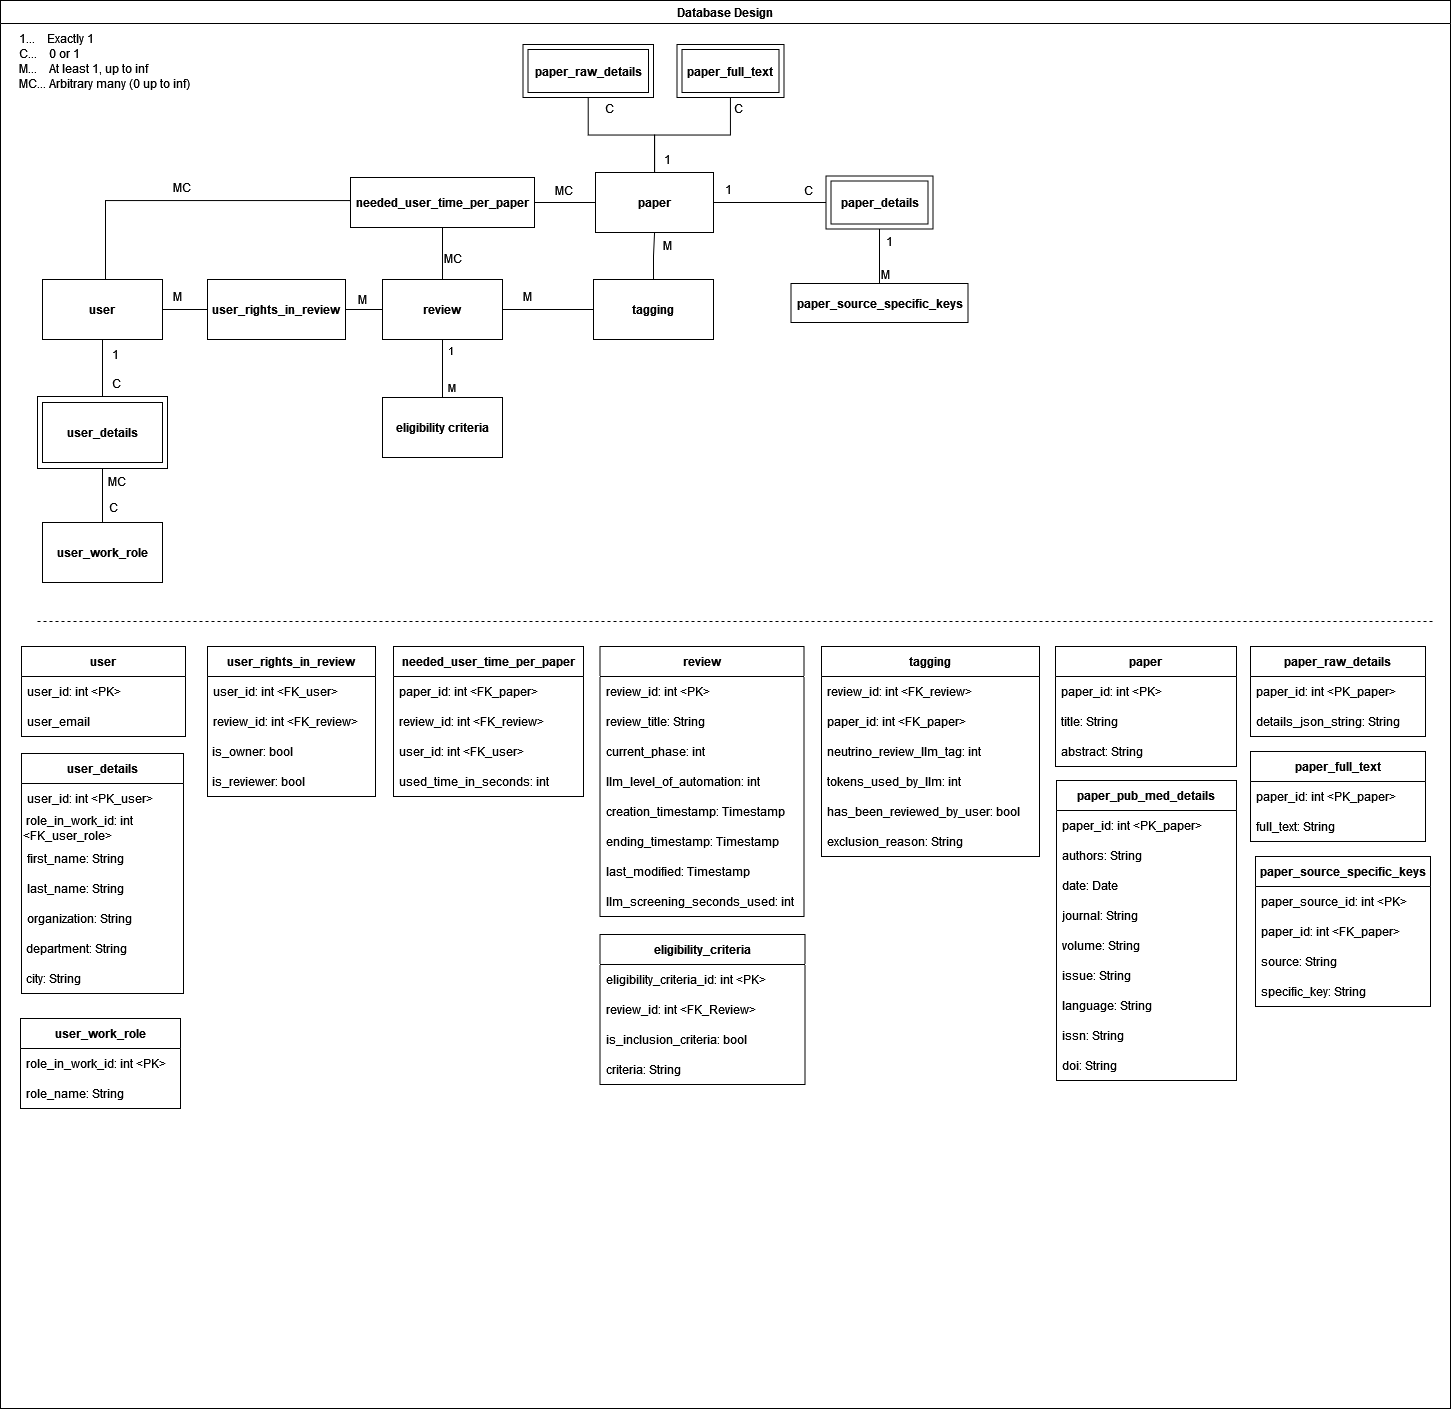 Database Design
1... Exactly 1
C... 0 or 1
M... At least 1, up to inf
MC... Arbitrary many (0 up to inf)
paper_raw_details
paper_full_text
C
C
1
MC
needed_user_time_per_paper
MC
paper
1
C
paper_details
M
1
MC
M
user
M
user_rights_in_review
M
review
M
tagging
paper_source_specific_keys
1
1
C
M
user_details
eligibility criteria
MC
C
user_work_role
user
user_id: int <PK>
user_email
user_details
user_id: int <PK_user>
role_in_work_id: int
<FK_user_role>
first_name: String
last_name: String
organization: String
department: String
city: String
user_work_role
role_in_work_id: int <PK>
role_name: String
user_rights_in_review
user_id: int <FK_user>
review_id: int <FK_review>
is_owner: bool
is_reviewer: bool
needed_user_time_per_paper
paper_id: int <FK_paper>
review_id: int <FK_review>
user_id: int <FK_user>
used_time_in_seconds: int
review
review_id: int <PK>
review_title: String
current_phase: int
llm_level_of_automation: int
creation_timestamp: Timestamp
ending_timestamp: Timestamp
last_modified: Timestamp
llm_screening_seconds_used: int
eligibility_criteria
eligibility_criteria_id: int <PK>
review_id: int <FK_Review>
is_inclusion_criteria: bool
criteria: String
tagging
review_id: int <FK_review>
paper_id: int <FK_paper>
neutrino_review_llm_tag: int
tokens_used_by_llm: int
has_been_reviewed_by_user: bool
exclusion_reason: String
paper
paper_id: int <PK>
title: String
abstract: String
paper_pub_med_details
paper_id: int <PK_paper>
authors: String
date: Date
journal: String
volume: String
issue: String
language: String
issn: String
doi: String
paper_raw_details
paper_id: int <PK_paper>
details_json_string: String
paper_full_text
paper_id: int <PK_paper>
full_text: String
paper_source_specific_keys
paper_source_id: int <PK>
paper_id: int <FK_paper>
source: String
specific_key: String